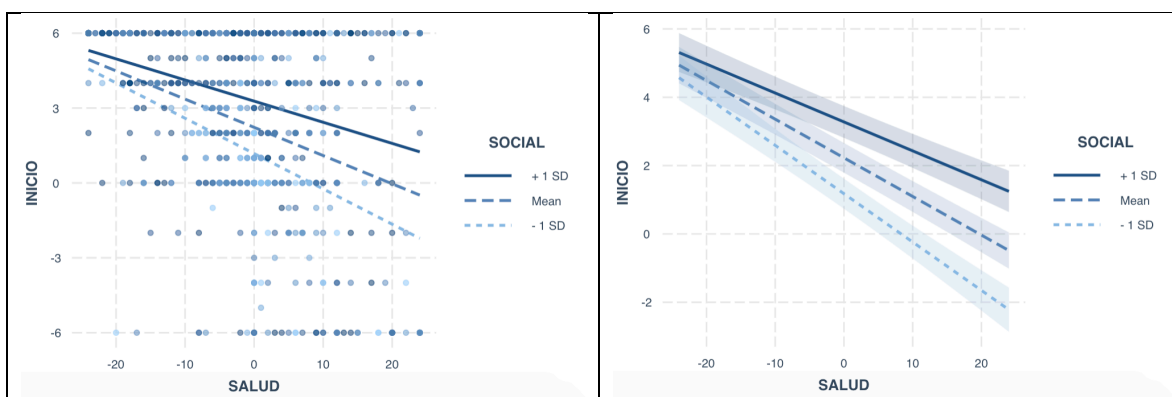 6
3
0
-3
-6
INICIO
-20
-10
0
10
20
SALUD
SOCIAL
+ 1 SD
Mean
- 1 SD
6
4
2
0
-2
INICIO
-20
-10
0
10
20
SALUD
SOCIAL
+ 1 SD
Mean
- 1 SD